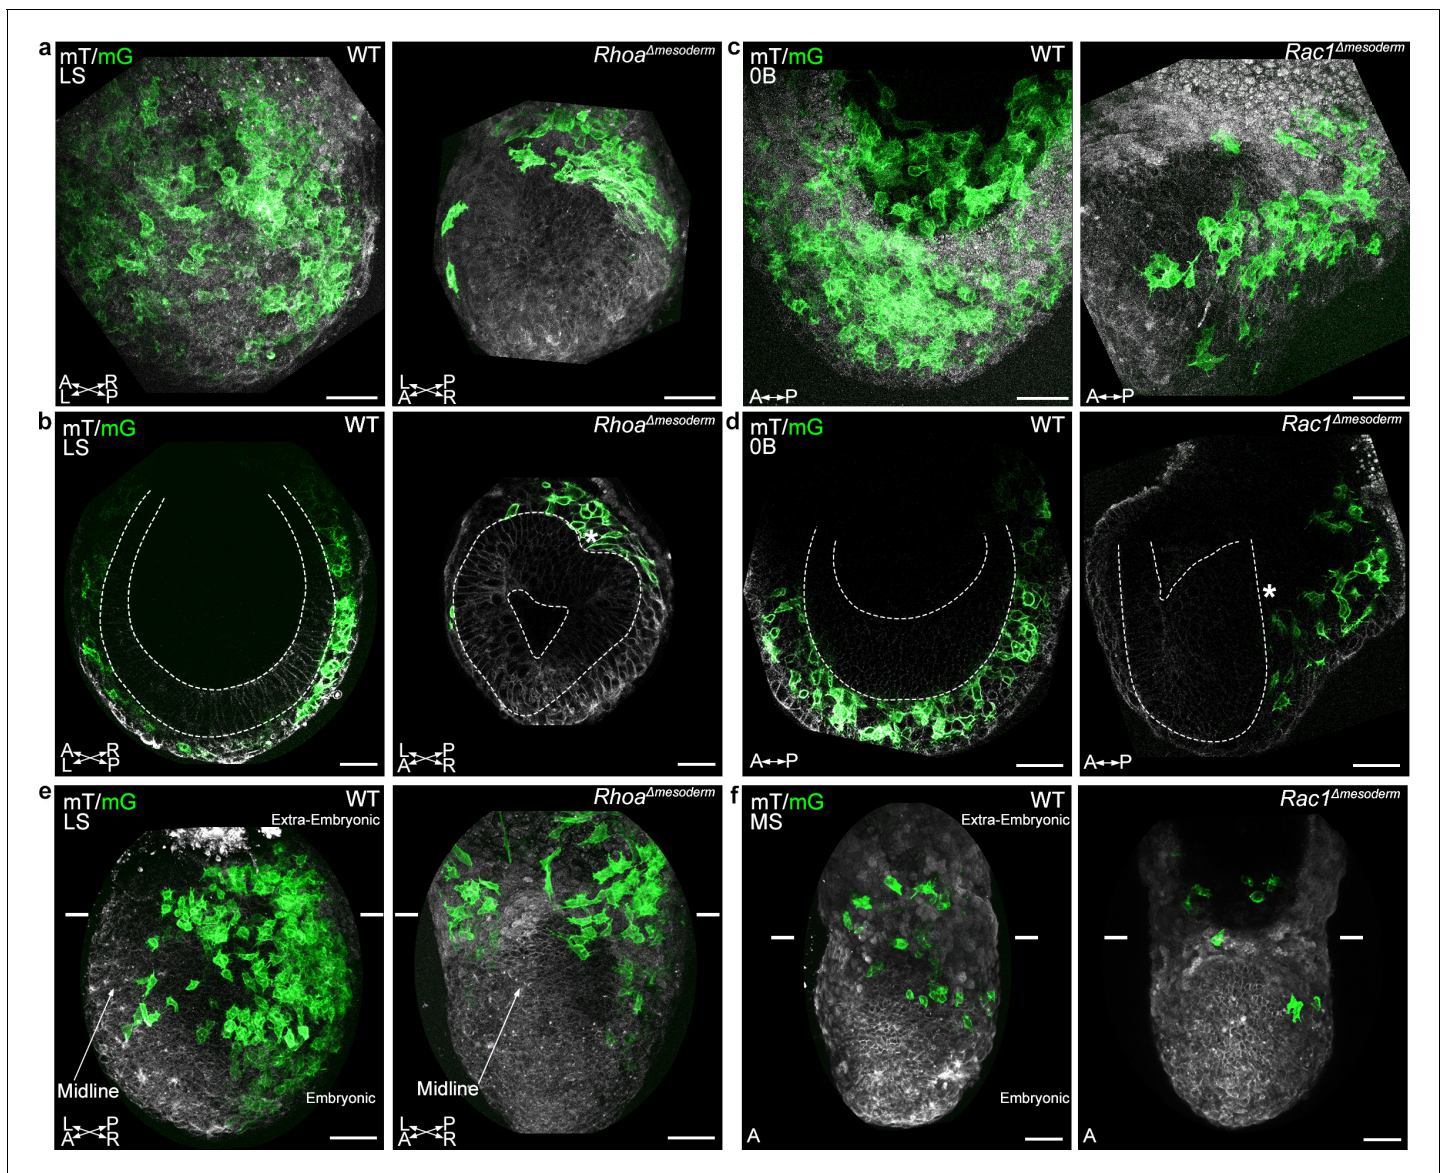 a
mT/mG
LS
WT
A R
L P
RhoaΔmesoderm
L P
A R
c
mT/mG
0B
WT
A P
Rac1Δmesoderm
A P
b
mT/mG
LS
WT
A R
L P
RhoaΔmesoderm
*
L P
A R
d
mT/mG
0B
WT
A P
Rac1Δmesoderm
*
A P
e
mT/mG
LS
WT
Extra-Embryonic
Midline
Embryonic
L P
A R
RhoaΔmesoderm
Midline
L P
A R
f
mT/mG
MS
WT
Extra-Embryonic
Embryonic
A
Rac1Δmesoderm
A